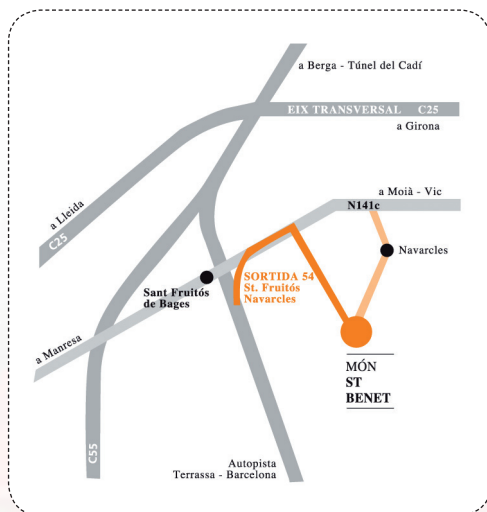 a Berga - Túnel del Cadí
EIX TRANSVERSAL C25
a Girona
a Lleida
C25
a Moià - Vic
N141c
Navarcles
SORTIDA 54
St. Fruitós
Navarcles
Sant Fruitós
de Bages
a Manresa
MÓN
ST
BENET
C55
Autopista
Terrassa - Barcelona